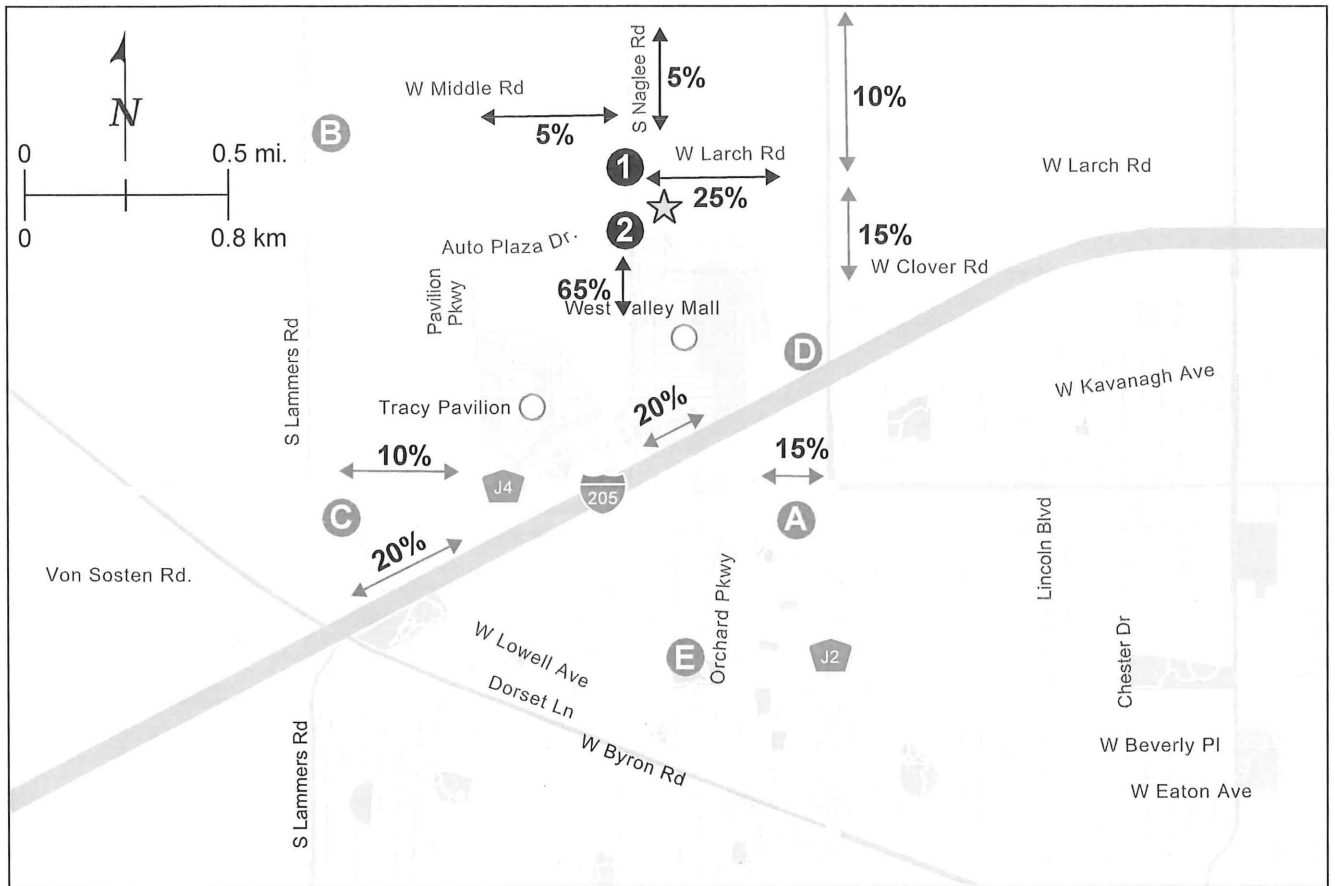 N
0 0.5 mi.
0 0.8 km
S Naglee Rd
5%
10%
W Middle Rd
5%
B
1
W Larch Rd
25%
W Larch Rd
2
Auto Plaza Dr.
15%
W Clover Rd
65%
Pavilion
Pkwy
West Valley Mall
S Lammers Rd
D
W Kavanagh Ave
Tracy Pavilion
20%
10%
15%
J4
205
C
A
20%
Von Sosten Rd.
Orchard Pkwy
Lincoln Blvd
W Lowell Ave
E
J2
Chester Dr
Dorset Ln
W Byron Rd
S Lammers Rd
W Beverly Pl
W Eaton Ave